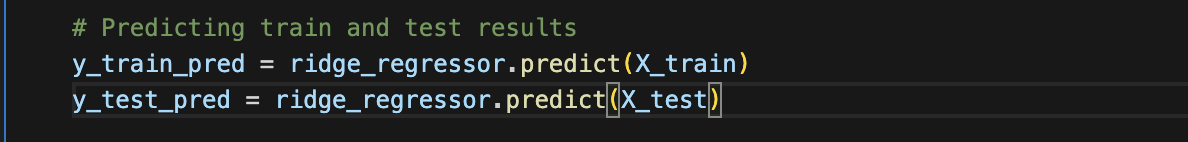 # Predicting train and test results
y_train_pred = ridge_regressor.predict(X_train)
y_test_pred = ridge_regressor.predict(X_test)